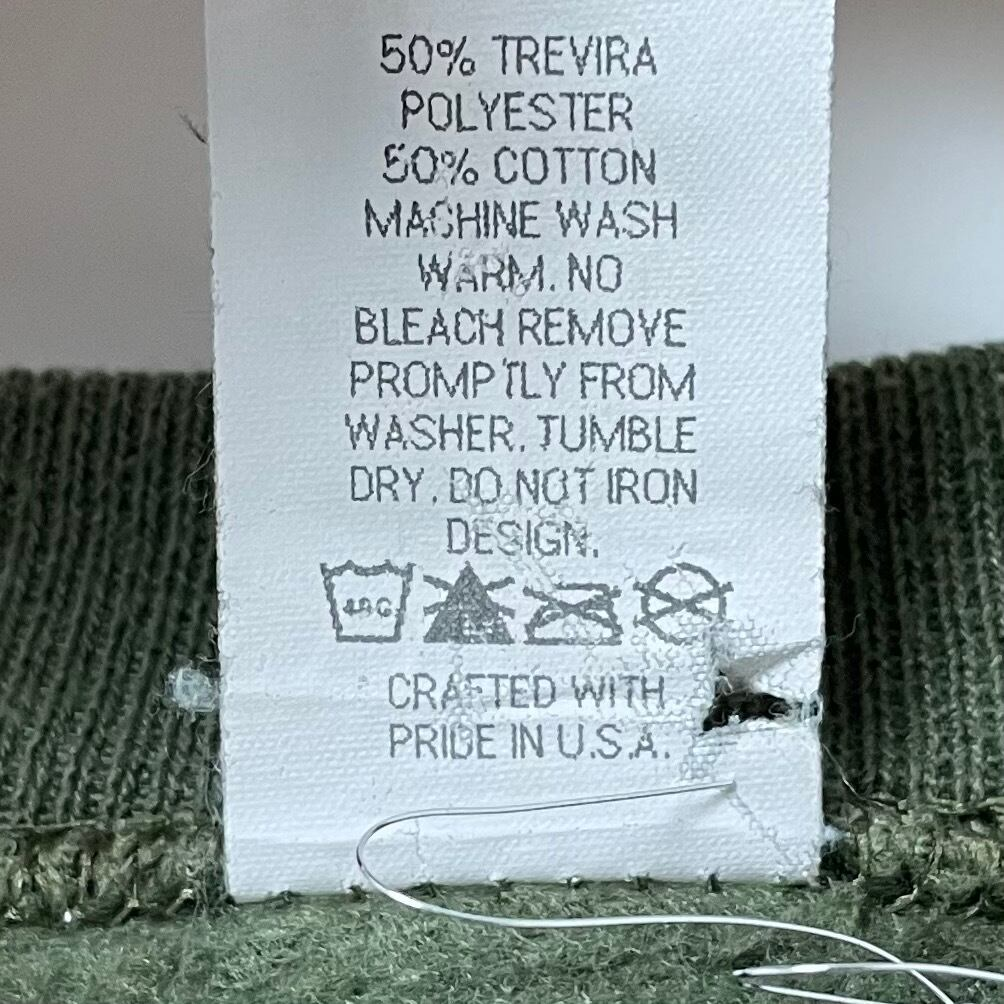 50% TREVIRA
POLYESTER
50% COTTON
MACHINE WASH
WARM. NO
BLEACH REMOVE
PROMPTLY FROM
WASHER. TUMBLE
DRY. DO NOT IRON
DESIGN.
CRAFTED WITH
PRIDE IN U.S.A.